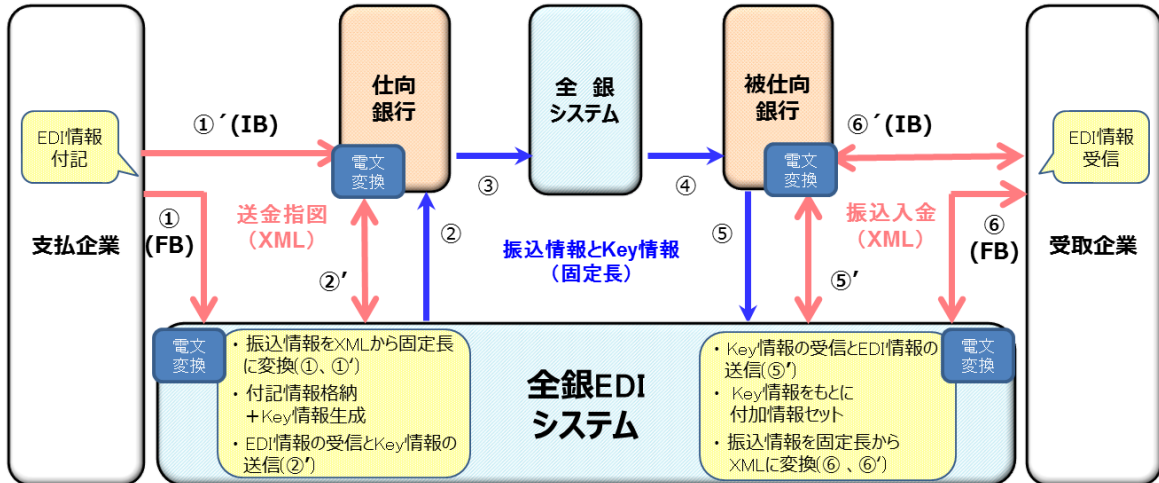 仕向
銀行
全 銀
システム
被仕向
銀行
①´(IB)
⑥´(IB)
EDI情報
付記
EDI情報
受信
電文
変換
電文
変換
③
④
①
(FB)
送金指図
(XML)
②
⑤
振込入金
(XML)
⑥
(FB)
支払企業
振込情報とKey情報
(固定長)
受取企業
②’
⑤’
電文
変換
・ 振込情報をXMLから固定長
に変換(①、①’)
・ 付記情報格納
+Key情報生成
・ EDI情報の受信とKey情報の
送信(②’)
全銀EDI
システム
・ Key情報の受信とEDI情報の
送信(⑤’)
・ Key情報をもとに
付加情報セット
・ 振込情報を固定長から
XMLに変換(⑥ 、⑥’)
電文
変換